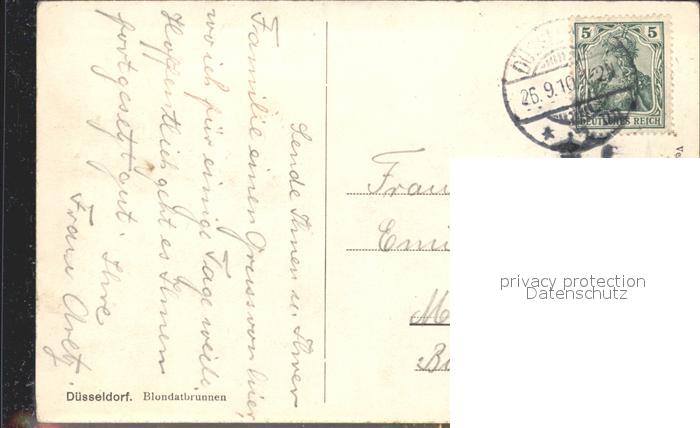 Sende Ihnen u. Ihrer
Familie einen Gruss von hier,
wo ich für einige Tage weile.
Hoffentlich geht es Ihnen
fortgesetzt gut. Ihre
Frau
Düsseldorf. Blondatbrunnen
5 5
DEUTSCHES REICH
26.9.10
Frau
Emi
M
privacy protection
Datenschutz